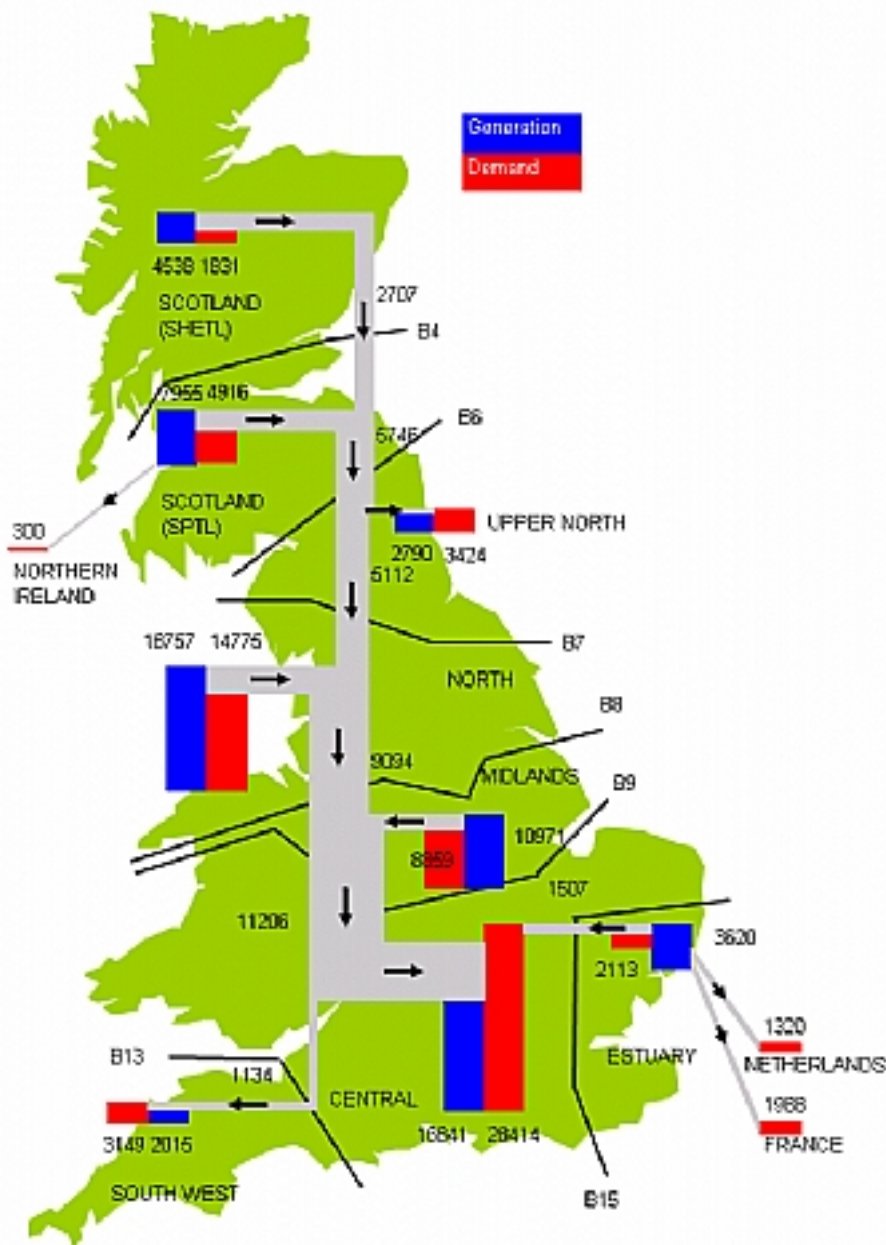 Generation
Demand
4538 1831
SCOTLAND
(SHETL)
2707
B4
7955 4916
B6
5746
SCOTLAND
(SPTL)
300
NORTHERN
IRELAND
UPPER NORTH
2790 3424
5112
18757 14775
B7
NORTH
B8
9094
MIDLANDS
B9
10971
8859
1507
11206
3620
2113
1320
NETHERLANDS
B13
1134
ESTUARY
CENTRAL
1988
FRANCE
3149 2015
16841 28414
SOUTH WEST
B15